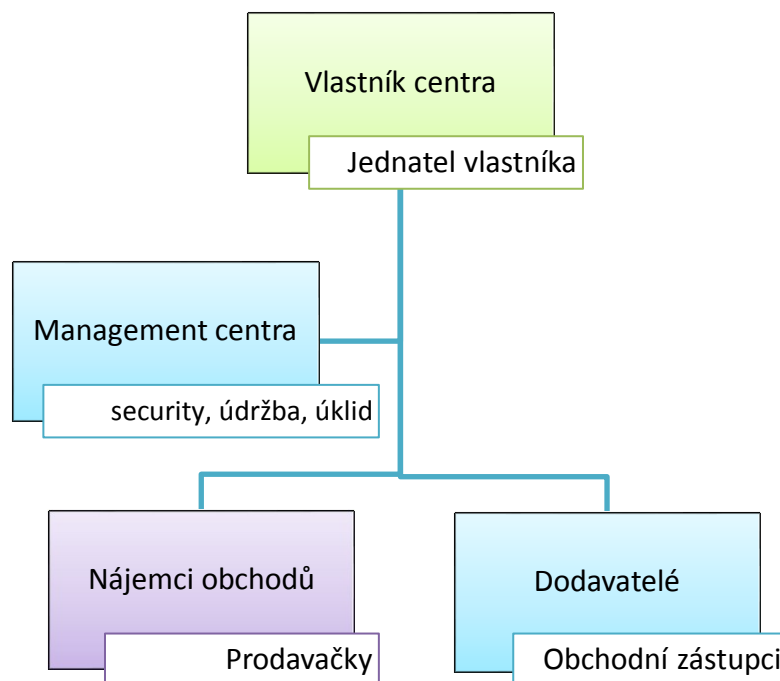 Vlastník centra
Jednatel vlastníka
Management centra
security, údržba, úklid
Nájemci obchodů
Prodavačky
Dodavatelé
Obchodní zástupci